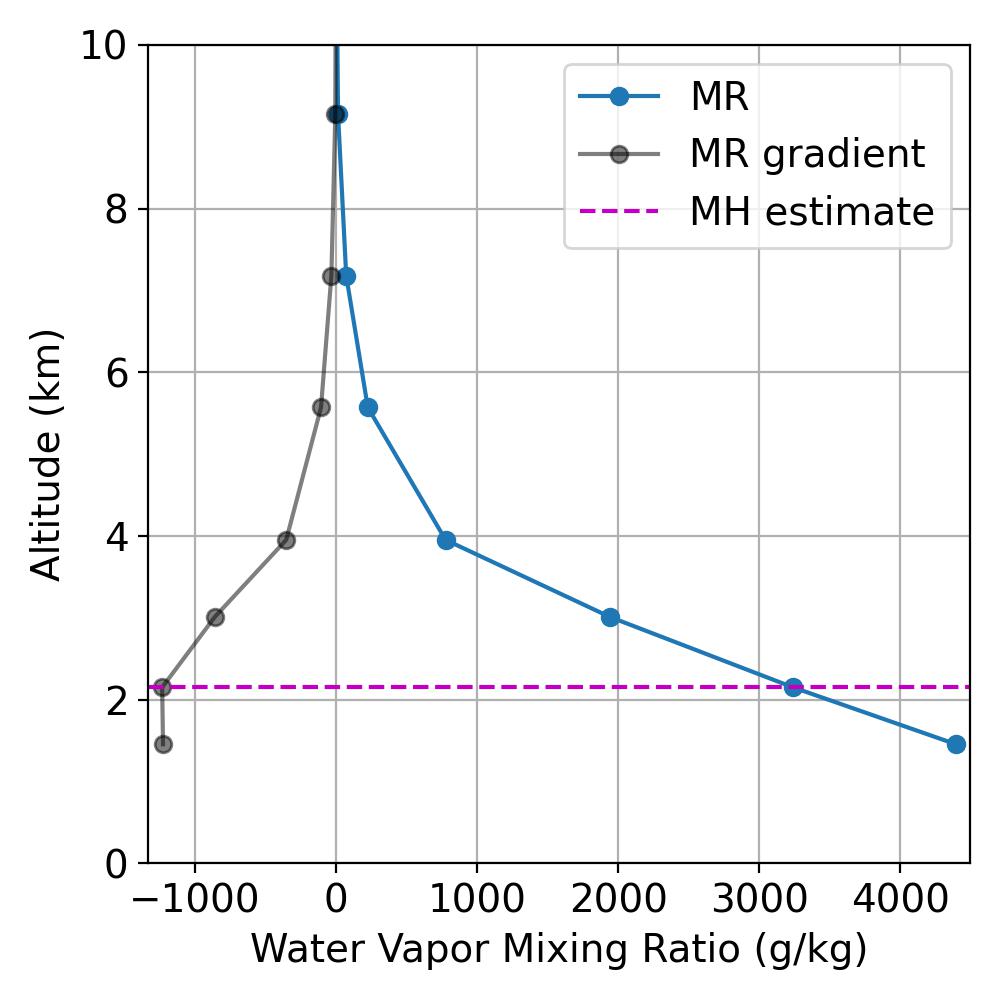 10
8
6
4
2
0
Altitude (km)
MR
MR gradient
MH estimate
−1000 0 1000 2000 3000 4000
Water Vapor Mixing Ratio (g/kg)